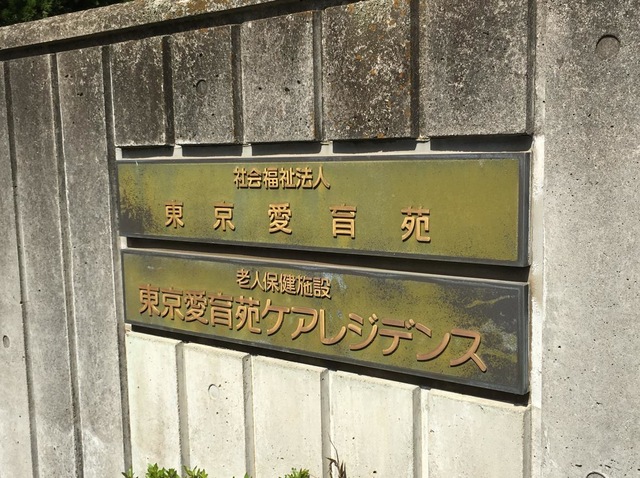 社会福祉法人
東京愛育苑
老人保健施設
東京愛育苑ケアレジデンス